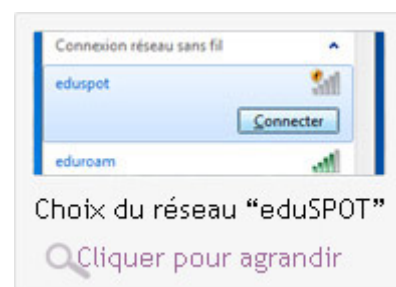 Connexion réseau sans fil
eduspot
Connecter
eduroam
Choix du réseau “eduSPOT”
Cliquer pour agrandir